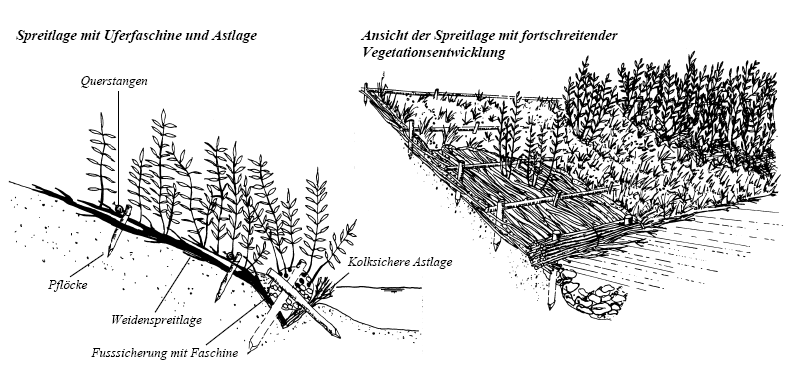 Spreitlage mit Uferfaschine und Astlage
Querstangen
Pflöcke
Weidenspreitlage
Fusssicherung mit Faschine
Kolksichere Astlage
Ansicht der Spreitlage mit fortschreitender
Vegetationsentwicklung